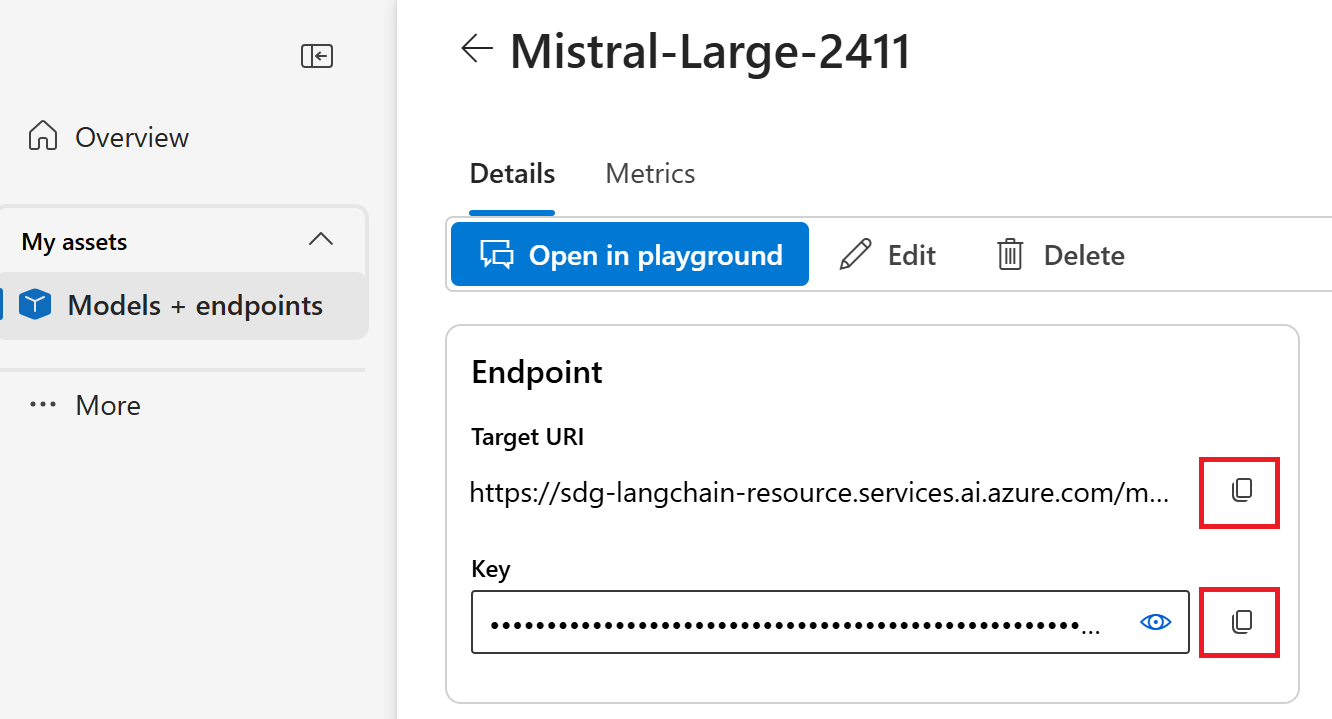 Mistral-Large-2411
Overview
My assets
Models + endpoints
More
Details Metrics
Open in playground Edit Delete
Endpoint
Target URI
https://sdg-langchain-resource.services.ai.azure.com/m...
Key
••••••••••••••••••••••••••••••••••••••••••••••••••••...